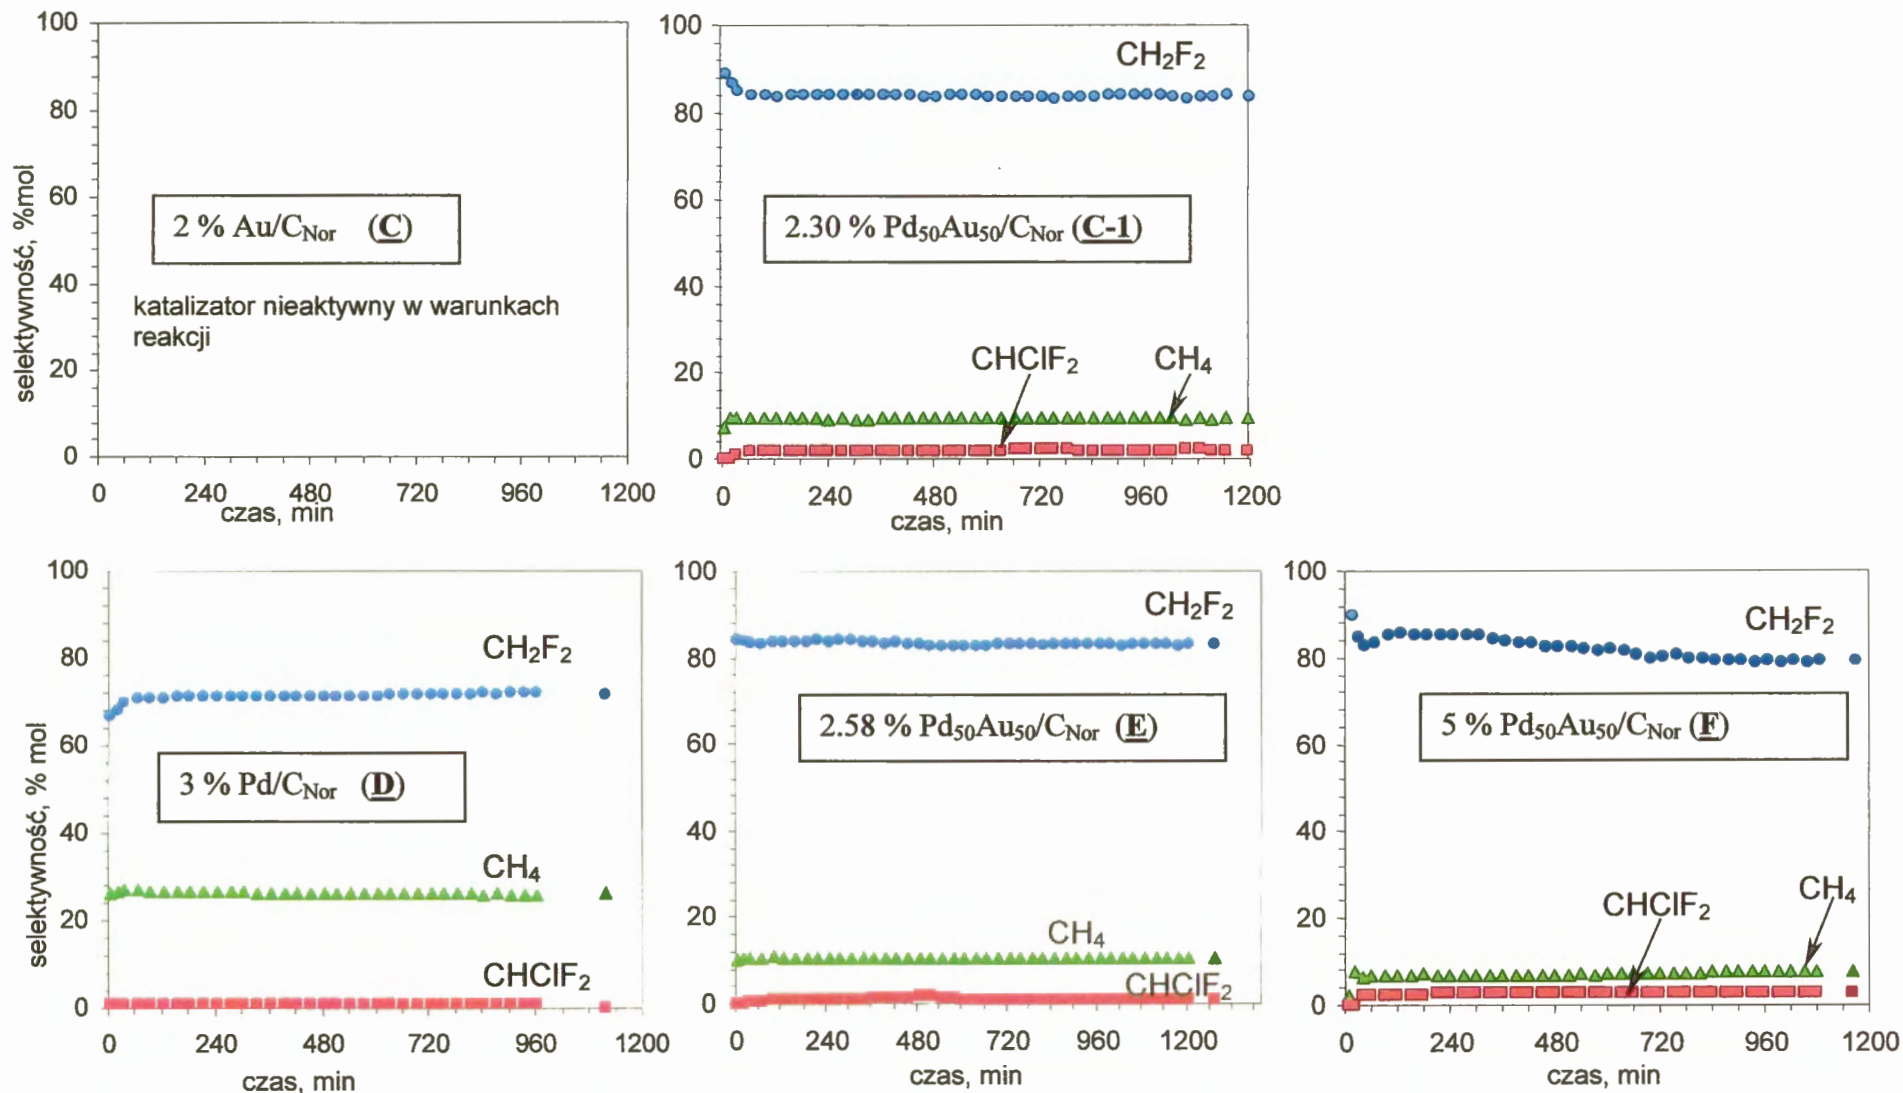 100
80
60
40
20
0
selektywność, %mol
2 % Au/CNor (C)
katalizator nieaktywny w warunkach
reakcji
0 240 480 720 960 1200
czas, min
100
80
60
40
20
0
CH2F2
2.30 % Pd50Au50/CNor (C-1)
CHClF2
CH4
0 240 480 720 960 1200
czas, min
100
80
60
40
20
0
selektywność, % mol
CH2F2
3 % Pd/CNor (D)
CH4
CHClF2
0 240 480 720 960 1200
czas, min
100
80
60
40
20
0
CH2F2
2.58 % Pd50Au50/CNor (E)
CH4
CHClF2
0 240 480 720 960 1200
czas, min
100
80
60
40
20
0
CH2F2
5 % Pd50Au50/CNor (F)
CHClF2
CH4
0 240 480 720 960 1200
czas, min